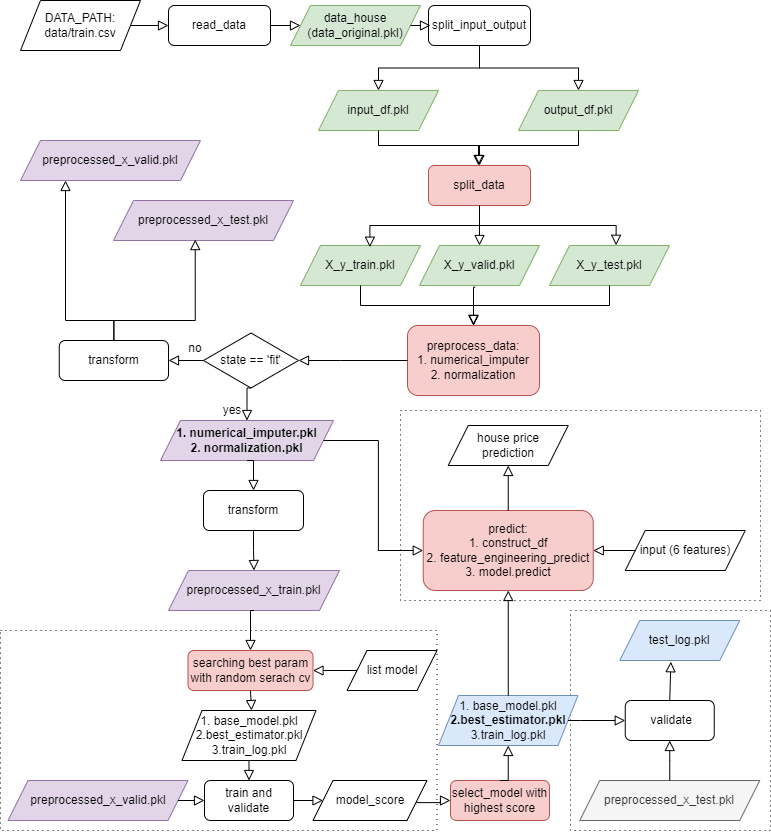 DATA_PATH:
data/train.csv
read_data
data_house
(data_original.pkl)
split_input_output
input_df.pkl
output_df.pkl
preprocessed_x_valid.pkl
split_data
preprocessed_x_test.pkl
X_y_train.pkl
X_y_valid.pkl
X_y_test.pkl
transform
no
state == 'fit'
preprocess_data:
1. numerical_imputer
2. normalization
yes
1. numerical_imputer.pkl
2. normalization.pkl
house price
prediction
transform
predict:
1. construct_df
2. feature_engineering_predict
3. model.predict
input (6 features)
preprocessed_x_train.pkl
searching best param
with random serach cv
list model
test_log.pkl
1. base_model.pkl
2.best_estimator.pkl
3.train_log.pkl
1. base_model.pkl
2.best_estimator.pkl
3.train_log.pkl
validate
preprocessed_x_valid.pkl
train and
validate
model_score
select_model with
highest score
preprocessed_x_test.pkl